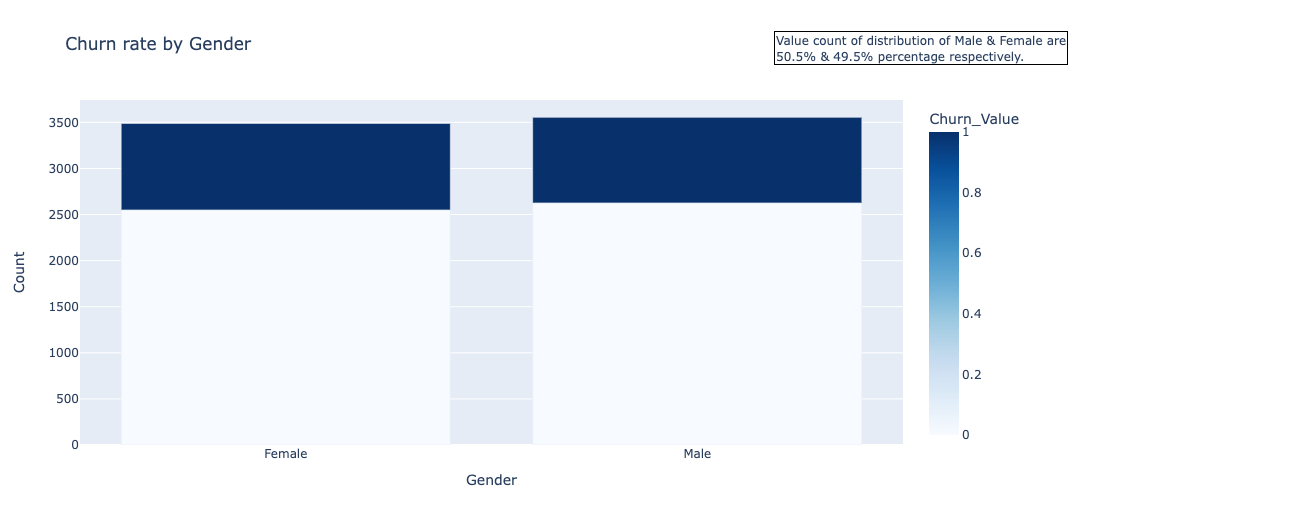 Churn rate by Gender
Value count of distribution of Male & Female are
50.5% & 49.5% percentage respectively.
Churn_Value
1
0.8
0.6
0.4
0.2
0
3500
3000
2500
2000
1500
1000
500
0
Count
Female
Male
Gender